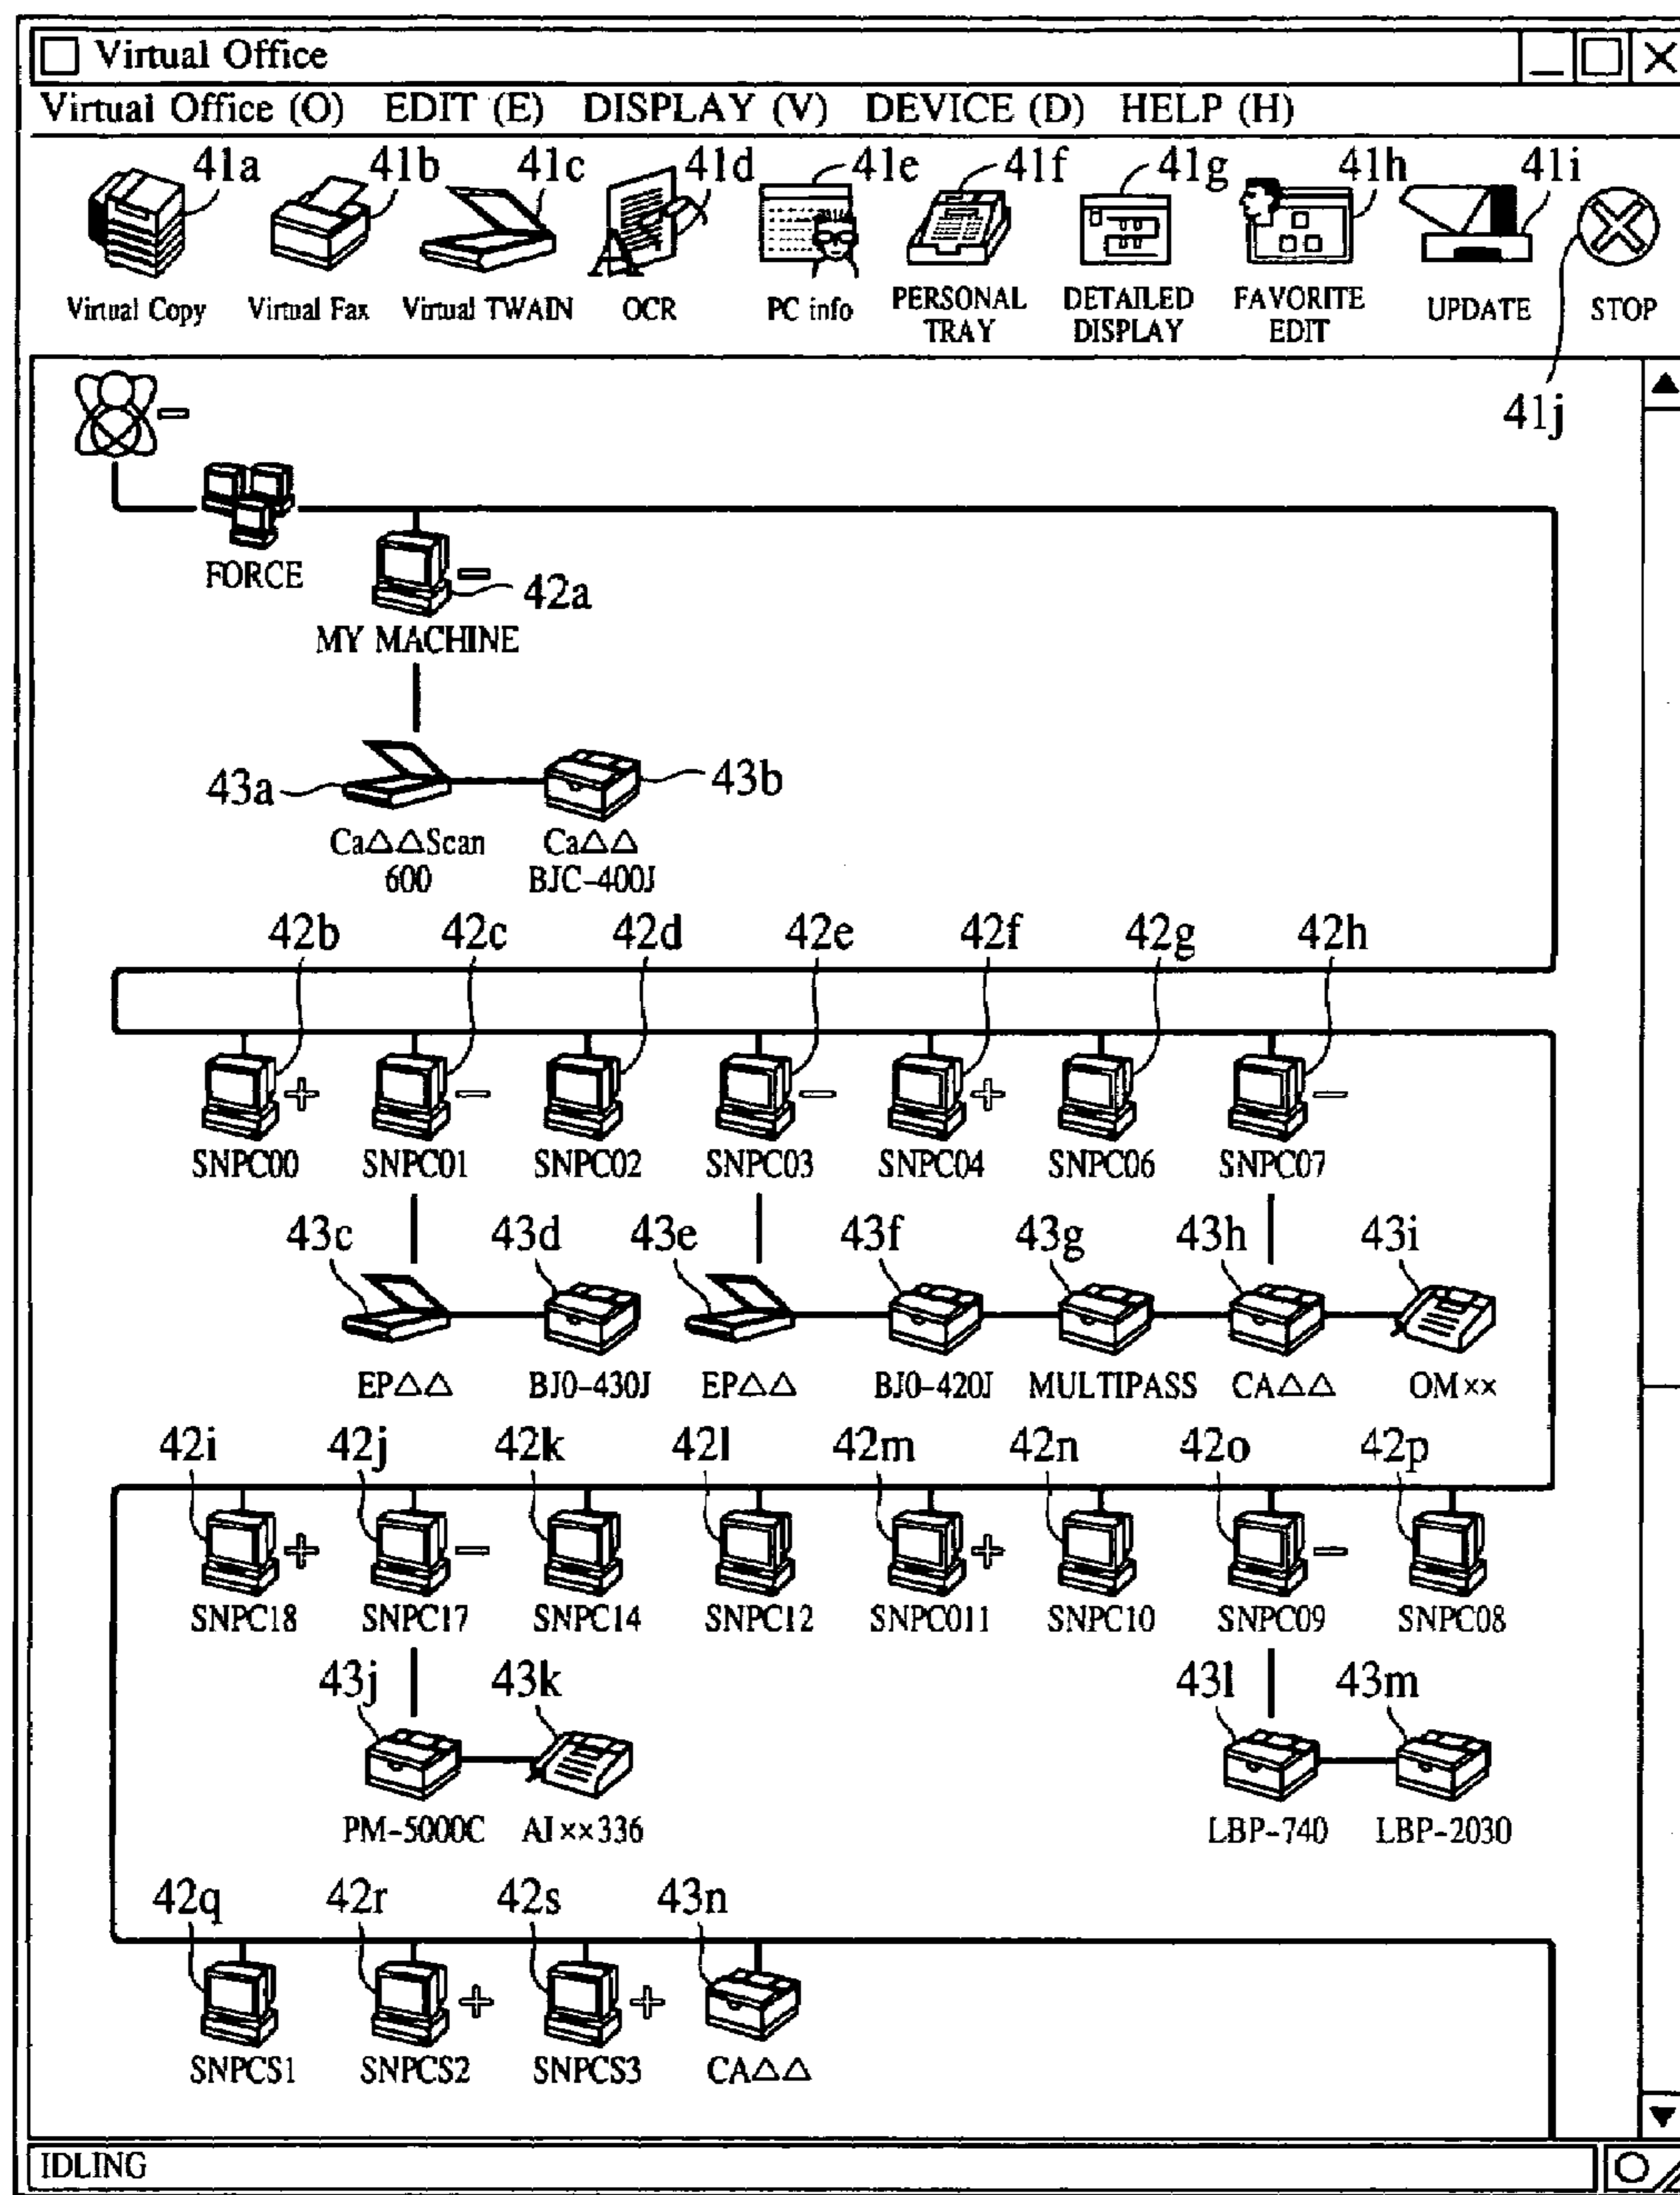 Virtual Office
Virtual Office (O) EDIT (E) DISPLAY (V) DEVICE (D) HELP (H)
41a 41b 41c 41d 41e 41f 41g 41h 41i
Virtual Copy Virtual Fax Virtual TWAIN OCR PC info PERSONAL TRAY DETAILED DISPLAY FAVORITE EDIT UPDATE STOP
41j
FORCE
42a
MY MACHINE
43a 43b
Ca△△Scan 600 Ca△△ BJC-400J
42b 42c 42d 42e 42f 42g 42h
SNPC00 SNPC01 SNPC02 SNPC03 SNPC04 SNPC06 SNPC07
43c 43d 43e 43f 43g 43h 43i
EP△△ BJ0-430J EP△△ BJ0-420J MULTIPASS CA△△ OM××
42i 42j 42k 42l 42m 42n 42o 42p
SNPC18 SNPC17 SNPC14 SNPC12 SNPC011 SNPC10 SNPC09 SNPC08
43j 43k 43l 43m
PM-5000C AI××336 LBP-740 LBP-2030
42q 42r 42s 43n
SNPCS1 SNPCS2 SNPCS3 CA△△
IDLING